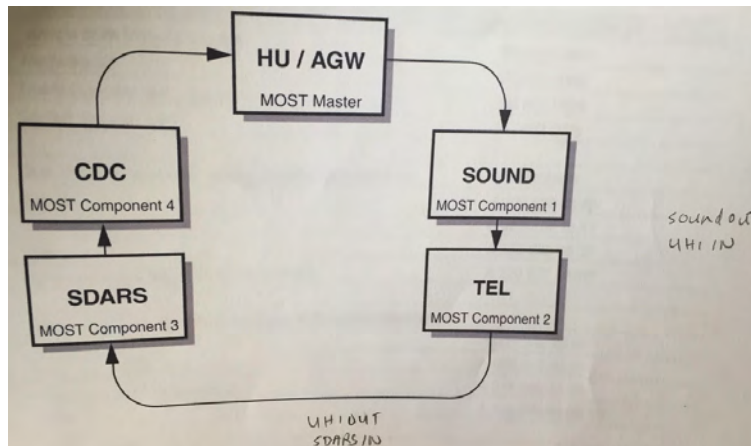 HU / AGW
MOST Master
CDC
MOST Component 4
SOUND
MOST Component 1
SDARS
MOST Component 3
TEL
MOST Component 2
sound out
UHI IN
UHI OUT
SDARS IN